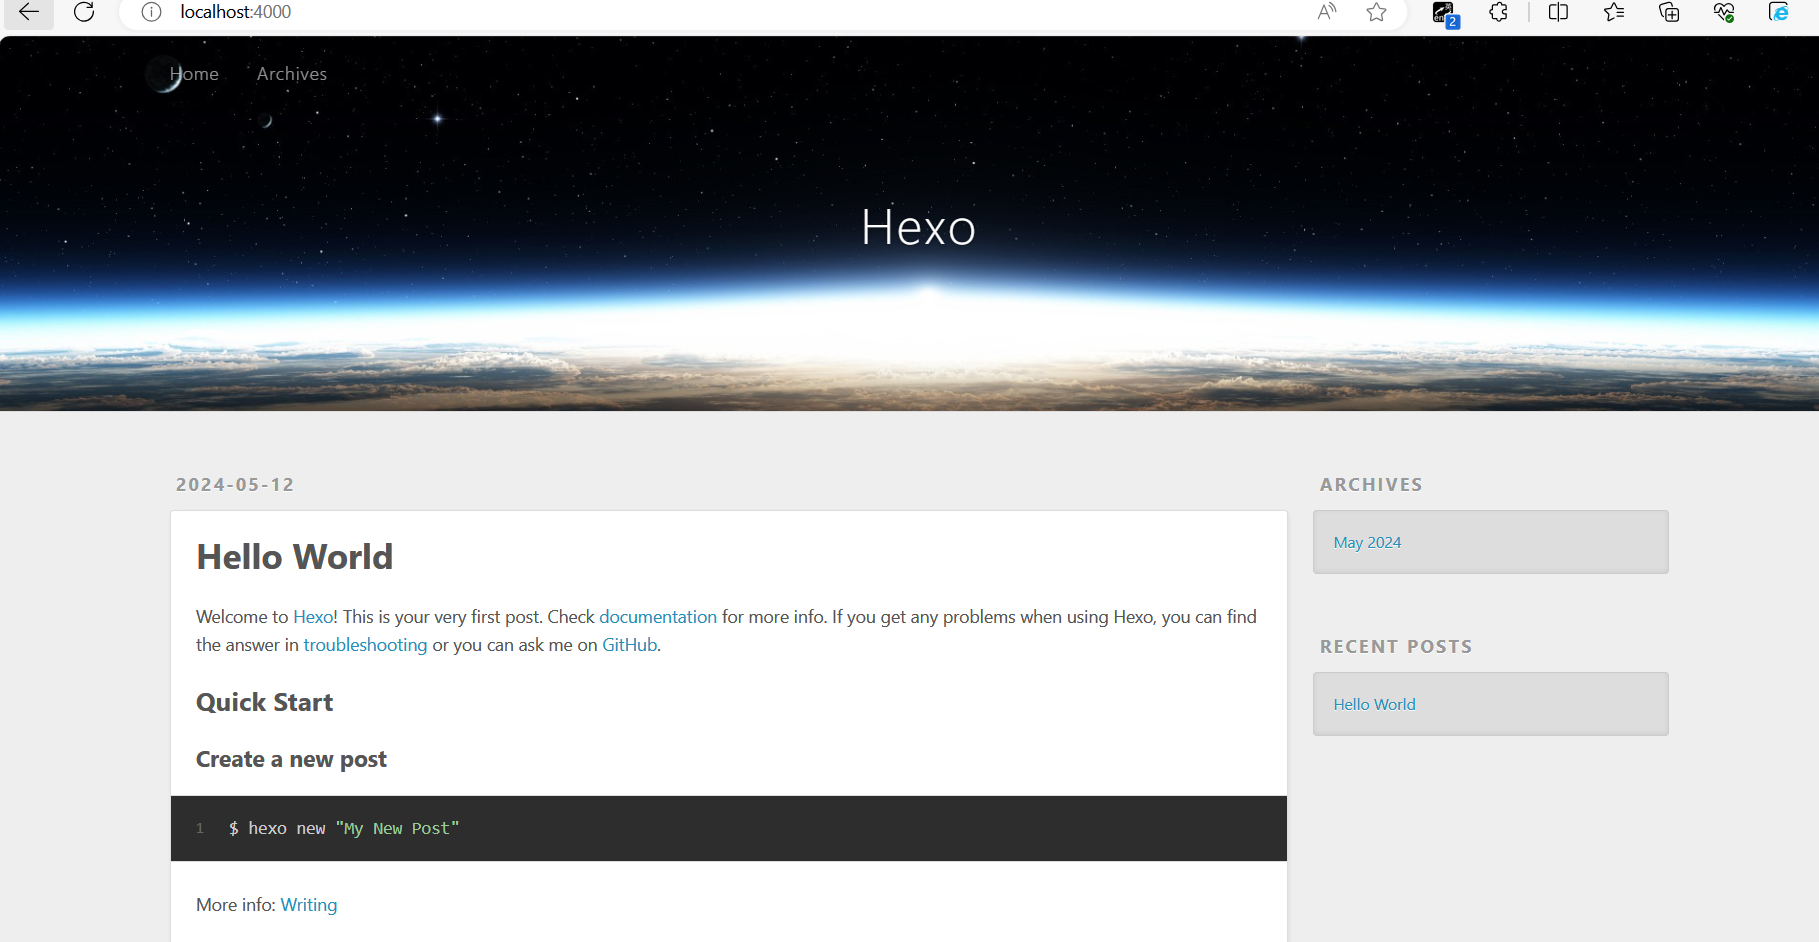 localhost:4000
2
Home Archives
Hexo
2024-05-12
Hello World
Welcome to Hexo! This is your very first post. Check documentation for more info. If you get any problems when using Hexo, you can find
the answer in troubleshooting or you can ask me on GitHub.
Quick Start
Create a new post
1 $ hexo new "My New Post"
More info: Writing
ARCHIVES
May 2024
RECENT POSTS
Hello World